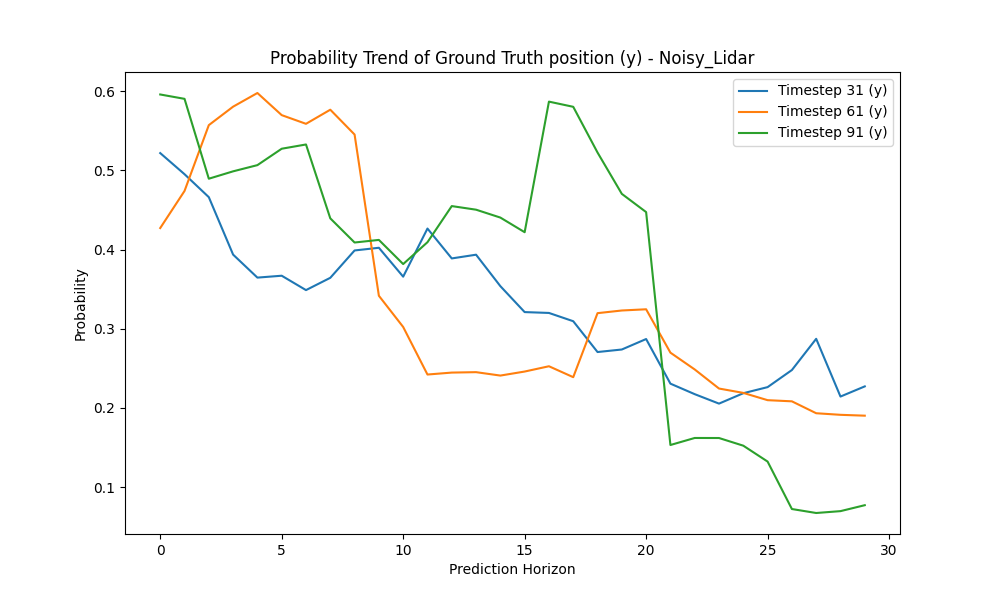 Probability Trend of Ground Truth position (y) - Noisy_Lidar
Timestep 31 (y)
Timestep 61 (y)
Timestep 91 (y)
Probability
0.6
0.5
0.4
0.3
0.2
0.1
0
5
10
15
20
25
30
Prediction Horizon